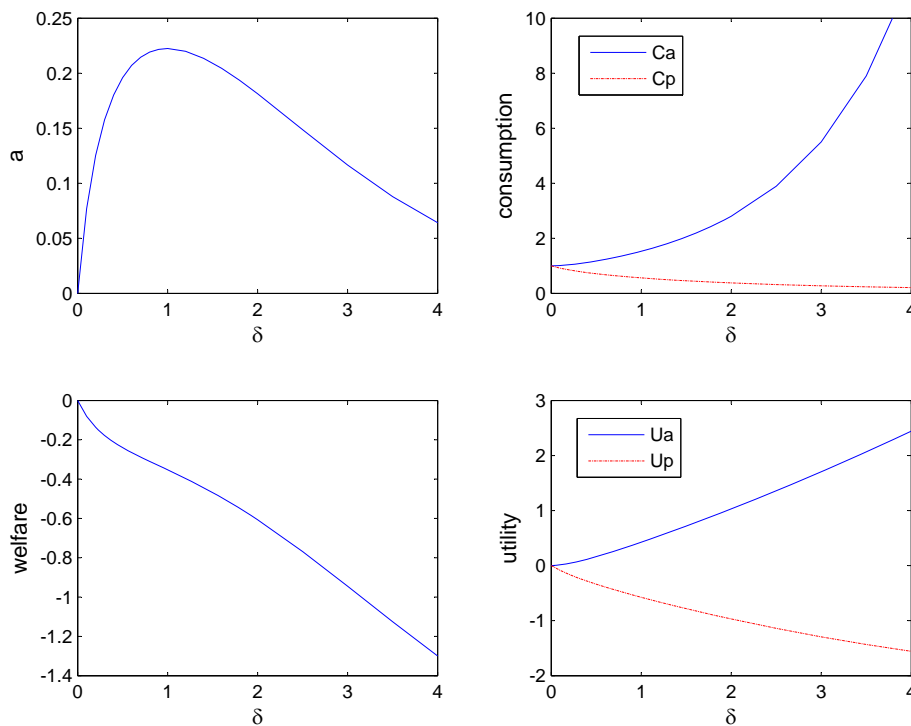 0.25
0.2
0.15
0.1
0.05
0
a
0 1 2 3 4
δ
10
8
6
4
2
0
consumption
Ca
Cp
0 1 2 3 4
δ
0
-0.2
-0.4
-0.6
-0.8
-1
-1.2
-1.4
welfare
0 1 2 3 4
δ
3
2
1
0
-1
-2
utility
Ua
Up
0 1 2 3 4
δ